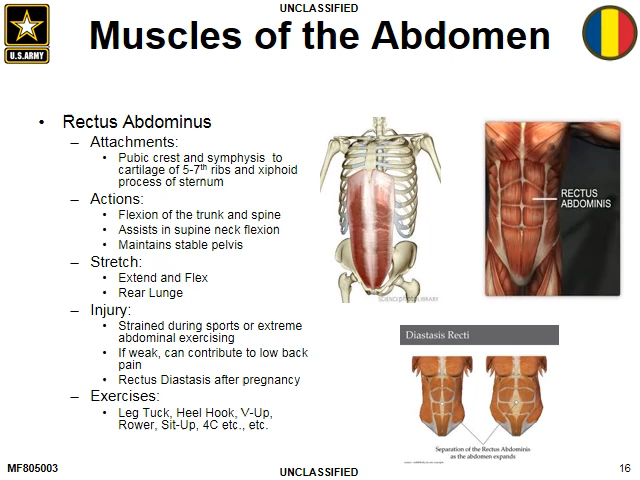 UNCLASSIFIED
U.S.ARMY
Muscles of the Abdomen
• Rectus Abdominus
– Attachments:
• Pubic crest and symphysis to
cartilage of 5-7th ribs and xiphoid
process of sternum
– Actions:
• Flexion of the trunk and spine
• Assists in supine neck flexion
• Maintains stable pelvis
– Stretch:
• Extend and Flex
• Rear Lunge
– Injury:
• Strained during sports or extreme
abdominal exercising
• If weak, can contribute to low back
pain
• Rectus Diastasis after pregnancy
– Exercises:
• Leg Tuck, Heel Hook, V-Up,
Rower, Sit-Up, 4C etc., etc.
SCIENCEPHOTOLIBRARY
RECTUS
ABDOMINIS
Diastasis Recti
Separation of the Rectus Abdominis
as the abdomen expands
MF805003
UNCLASSIFIED
16